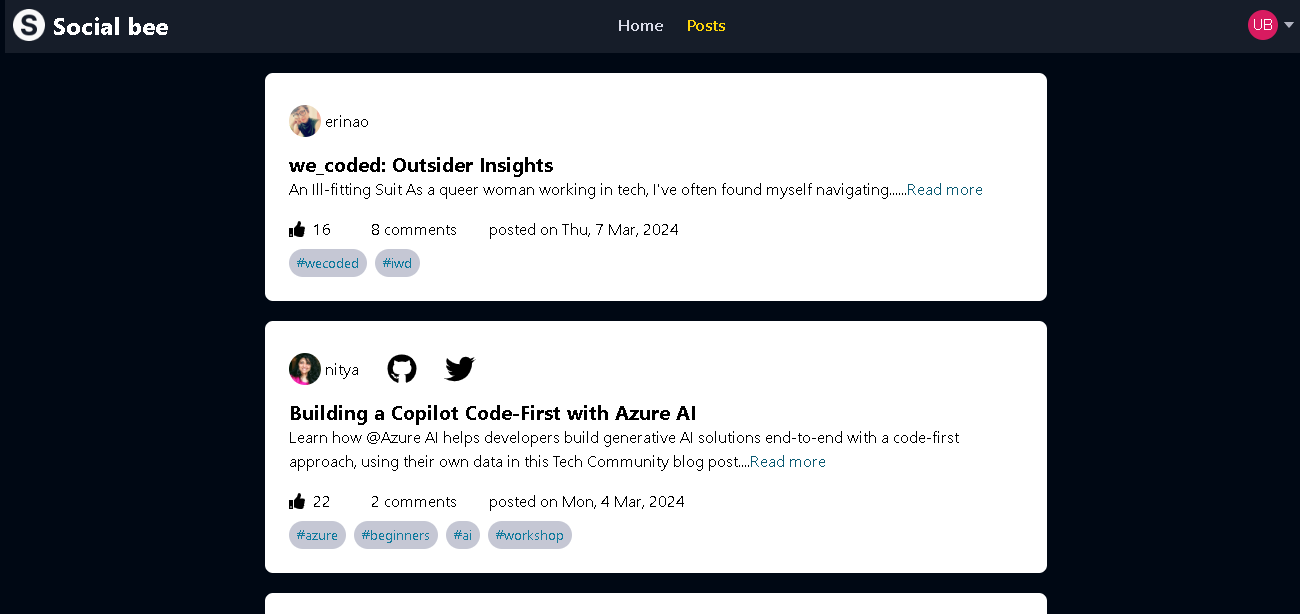 S Social bee
Home Posts
UB
erinao
we_coded: Outsider Insights
An Ill-fitting Suit As a queer woman working in tech, I've often found myself navigating......Read more
16 8 comments posted on Thu, 7 Mar, 2024
#wecoded #iwd
nitya
Building a Copilot Code-First with Azure AI
Learn how @Azure AI helps developers build generative AI solutions end-to-end with a code-first
approach, using their own data in this Tech Community blog post....Read more
22 2 comments posted on Mon, 4 Mar, 2024
#azure #beginners #ai #workshop